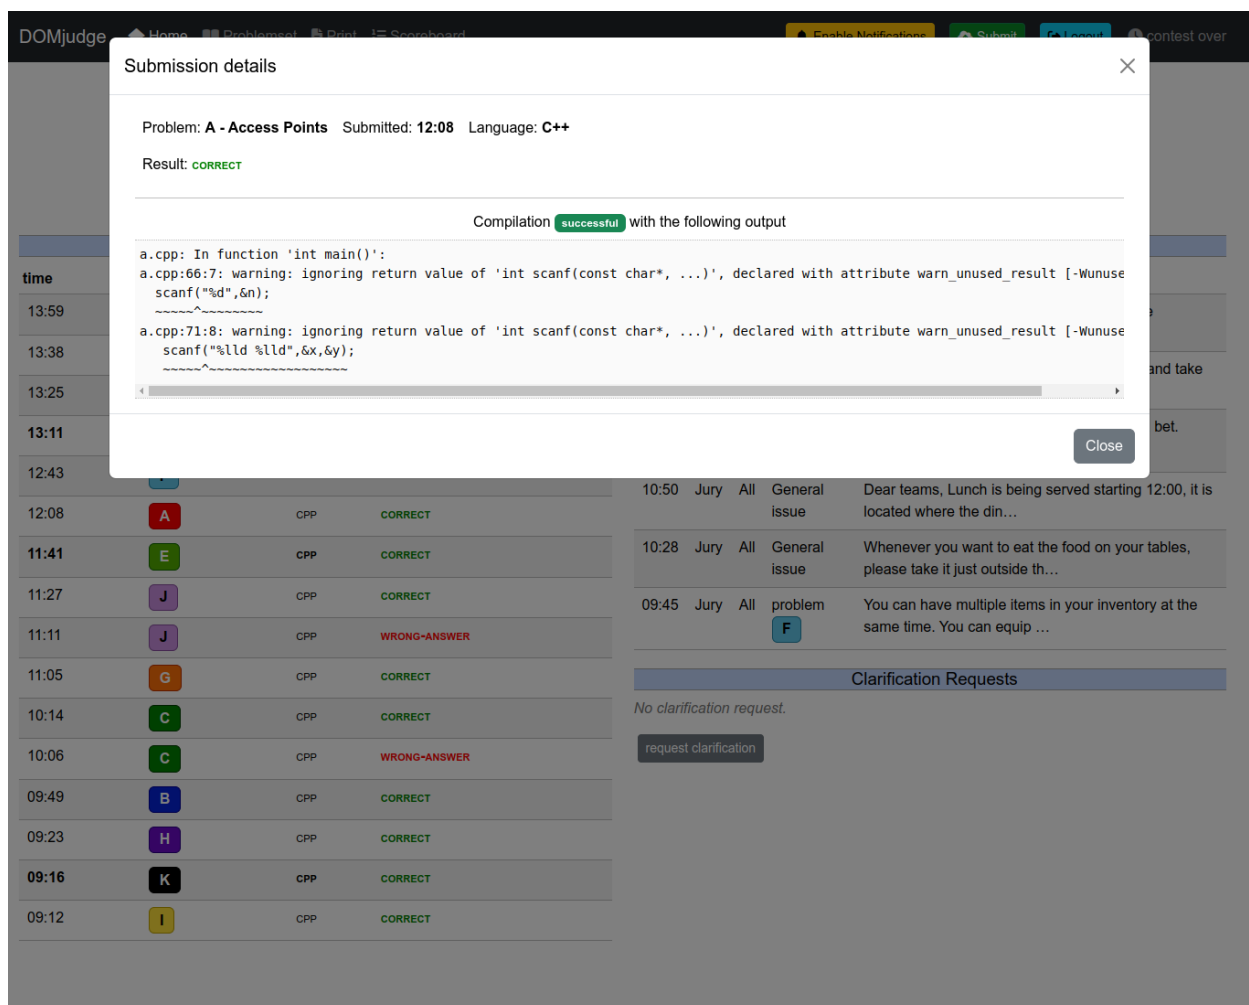 DOMjudge Home Problemset Print Scoreboard Enable Notifications Submit Logout contest over
Submission details
Problem: A - Access Points Submitted: 12:08 Language: C++
Result: CORRECT
Compilation successful with the following output
a.cpp: In function 'int main()':
a.cpp:66:7: warning: ignoring return value of 'int scanf(const char*, ...)', declared with attribute warn_unused_result [-Wunuse
scanf("%d",&n);
~~~~~^~~~~~~~~
a.cpp:71:8: warning: ignoring return value of 'int scanf(const char*, ...)', declared with attribute warn_unused_result [-Wunuse
scanf("%lld %lld",&x,&y);
~~~~~^~~~~~~~~~~~~~~~~~~
Close
time
13:59
13:38
13:25
13:11
12:43
12:08 A CPP CORRECT
11:41 E CPP CORRECT
11:27 J CPP CORRECT
11:11 J CPP WRONG-ANSWER
11:05 G CPP CORRECT
10:14 C CPP CORRECT
10:06 C CPP WRONG-ANSWER
09:49 B CPP CORRECT
09:23 H CPP CORRECT
09:16 K CPP CORRECT
09:12 I CPP CORRECT
and take
bet.
10:50 Jury All General issue Dear teams, Lunch is being served starting 12:00, it is
located where the din…
10:28 Jury All General issue Whenever you want to eat the food on your tables,
please take it just outside th…
09:45 Jury All problem F You can have multiple items in your inventory at the
same time. You can equip …
Clarification Requests
No clarification request.
request clarification